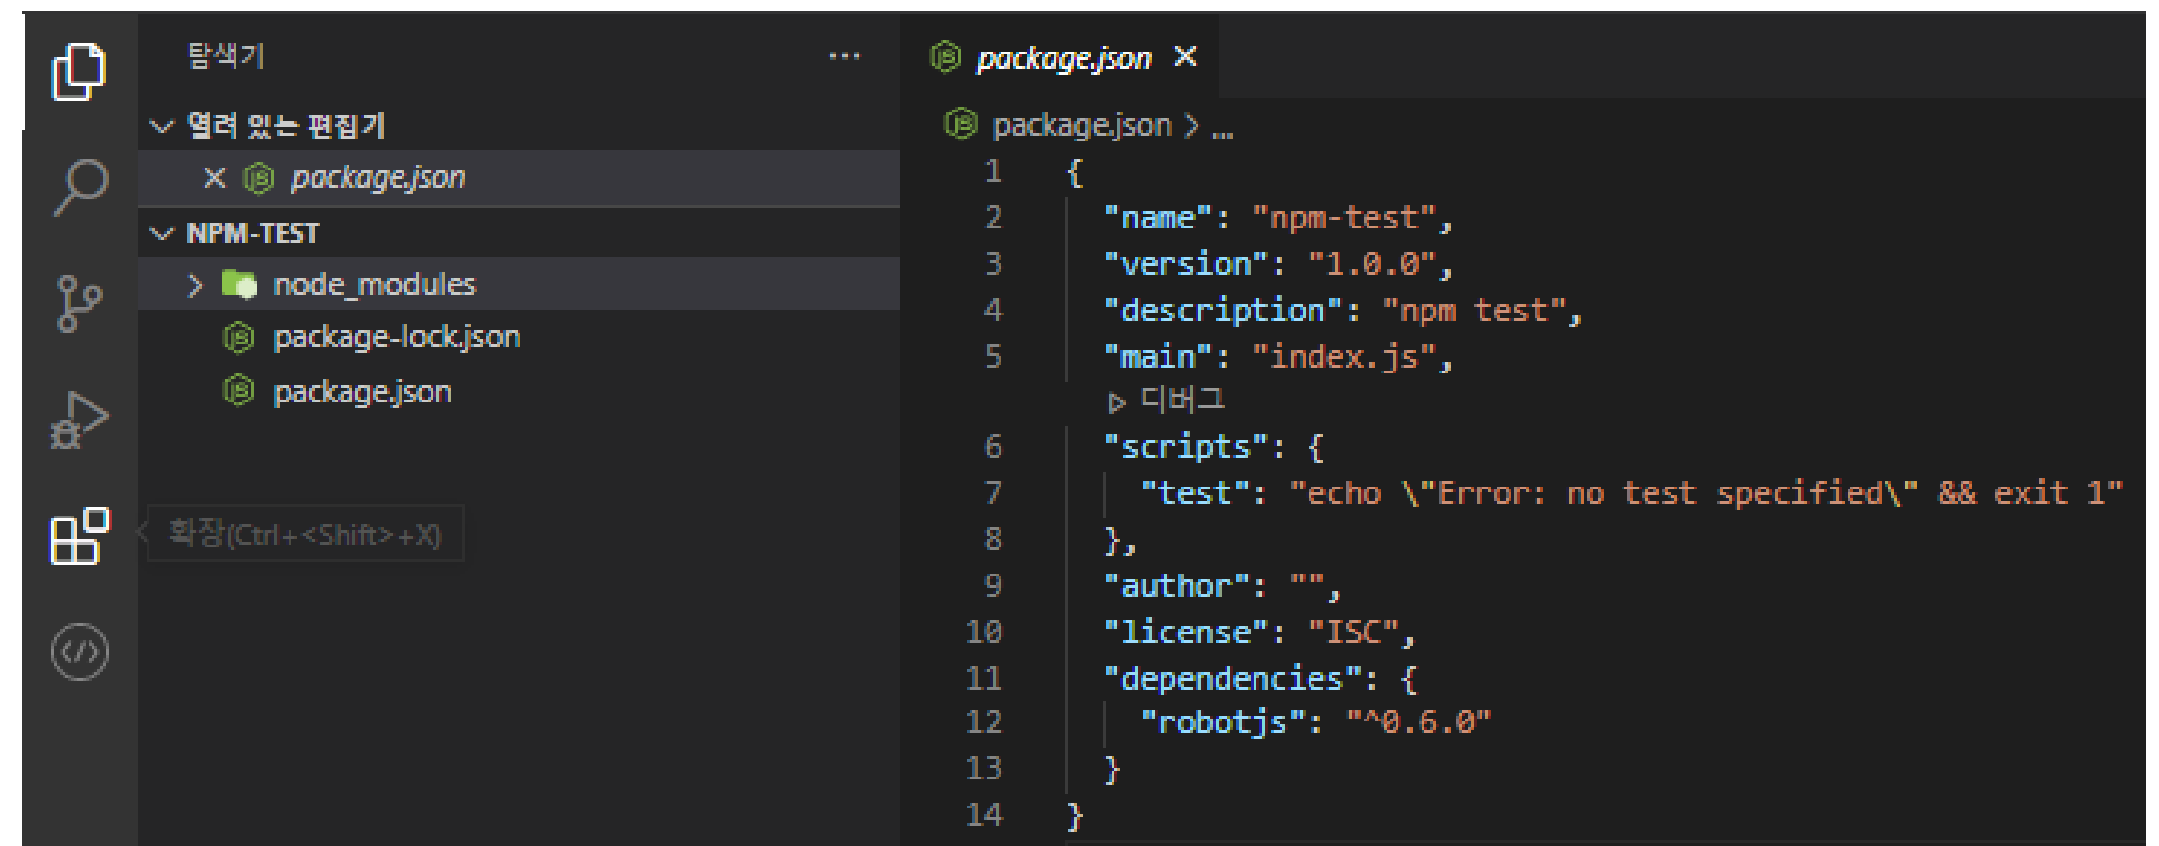 탐색기
열려 있는 편집기
package.json
NPM-TEST
node_modules
package-lock.json
package.json
확장(Ctrl+<Shift>+X)
package.json
package.json > ...
1 {
2 "name": "npm-test",
3 "version": "1.0.0",
4 "description": "npm test",
5 "main": "index.js",
디버그
6 "scripts": {
7 "test": "echo \"Error: no test specified\" && exit 1"
8 },
9 "author": "",
10 "license": "ISC",
11 "dependencies": {
12 "robotjs": "^0.6.0"
13 }
14 }